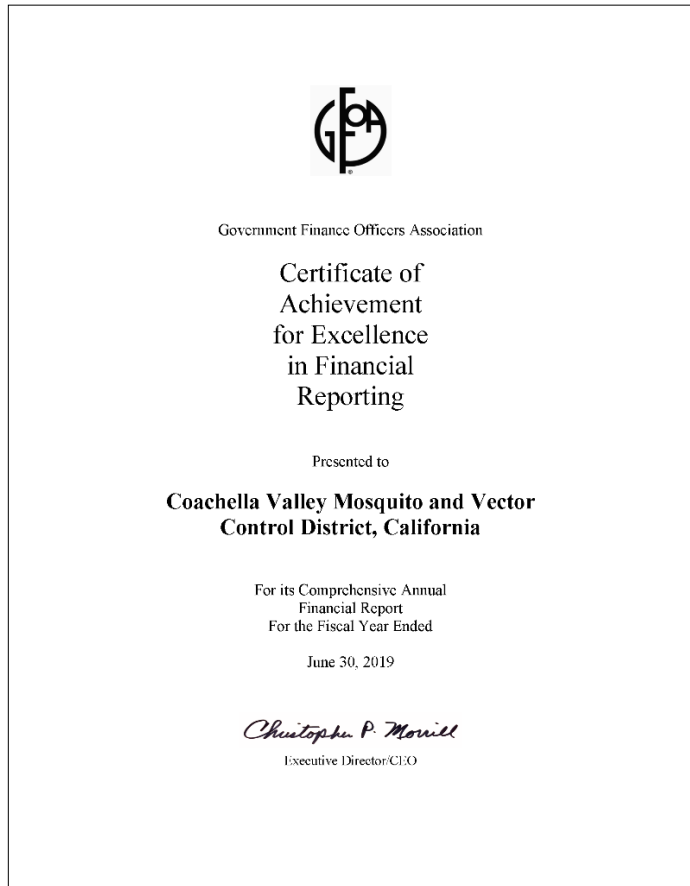 GFOA
Government Finance Officers Association
Certificate of
Achievement
for Excellence
in Financial
Reporting
Presented to
Coachella Valley Mosquito and Vector
Control District, California
For its Comprehensive Annual
Financial Report
For the Fiscal Year Ended
June 30, 2019
Christopher P. Morrill
Executive Director/CEO